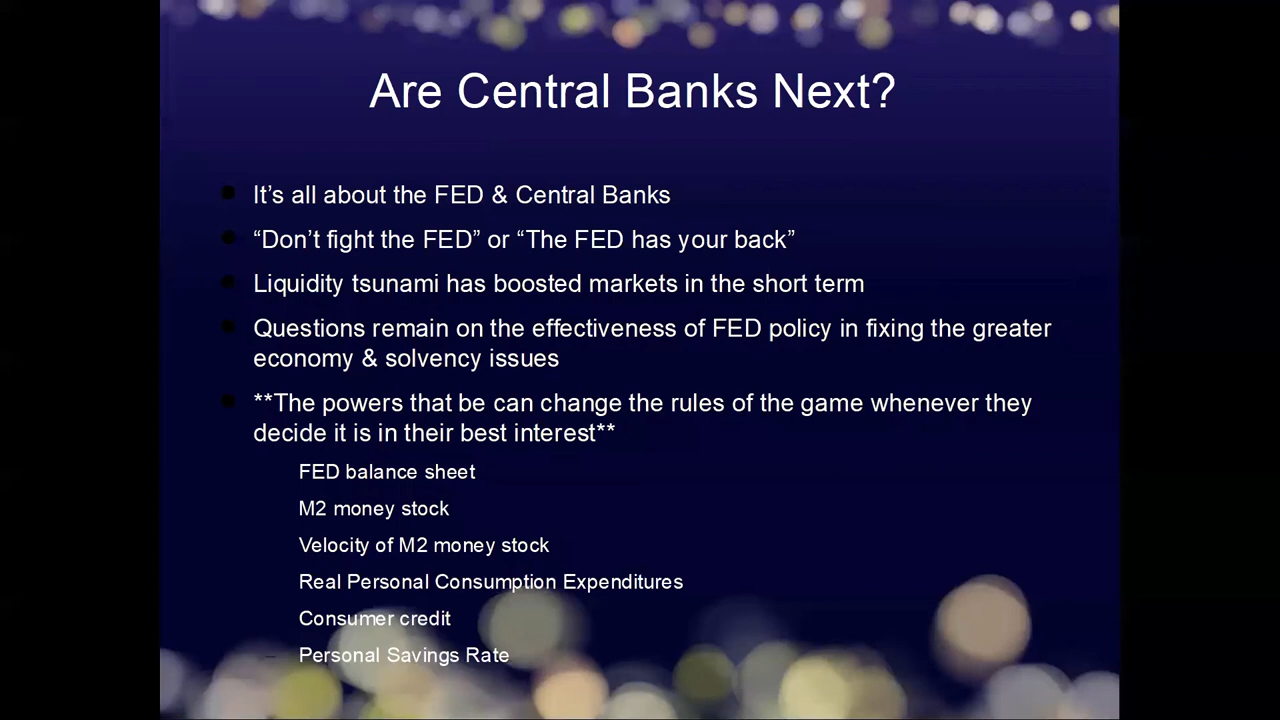 Are Central Banks Next?
It’s all about the FED & Central Banks
“Don’t fight the FED” or “The FED has your back”
Liquidity tsunami has boosted markets in the short term
Questions remain on the effectiveness of FED policy in fixing the greater
economy & solvency issues
**The powers that be can change the rules of the game whenever they
decide it is in their best interest**
FED balance sheet
M2 money stock
Velocity of M2 money stock
Real Personal Consumption Expenditures
Consumer credit
Personal Savings Rate